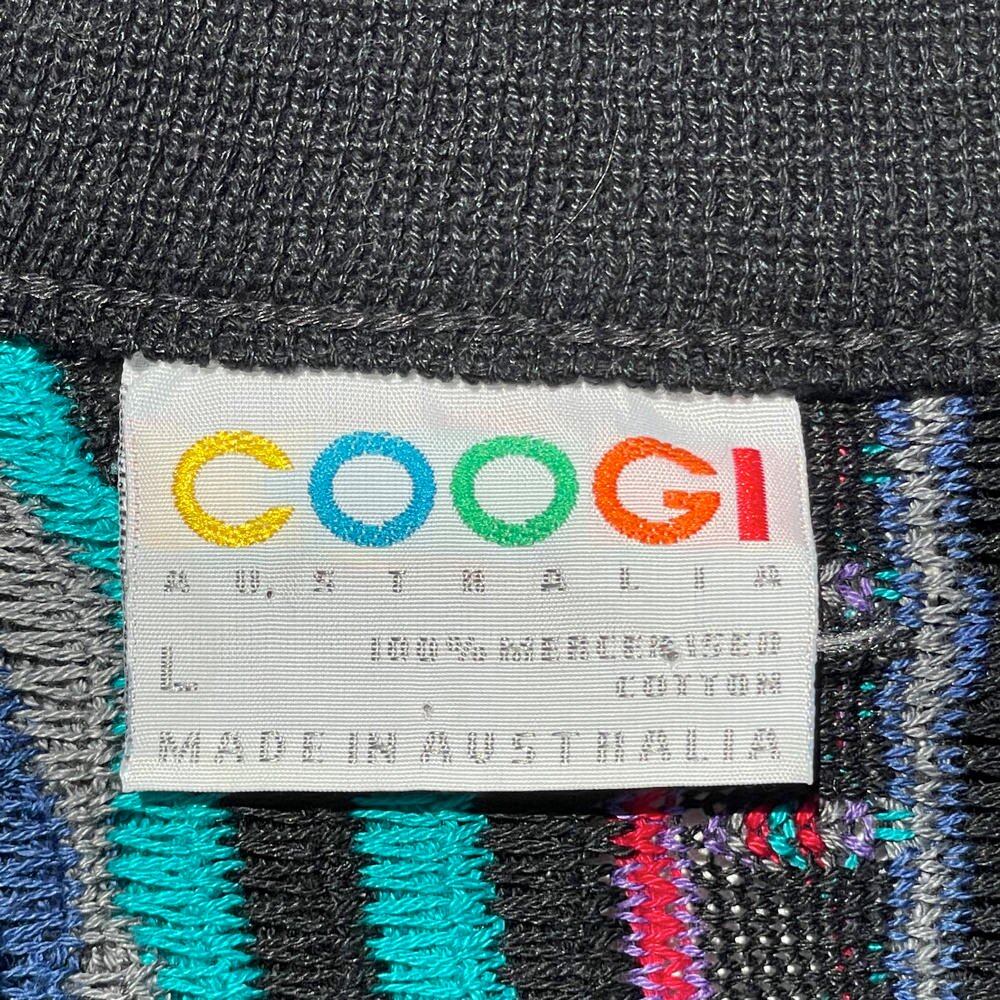 COOGI
AUSTRALIA
L 100% MERCERISED
COTTON
MADE IN AUSTRALIA